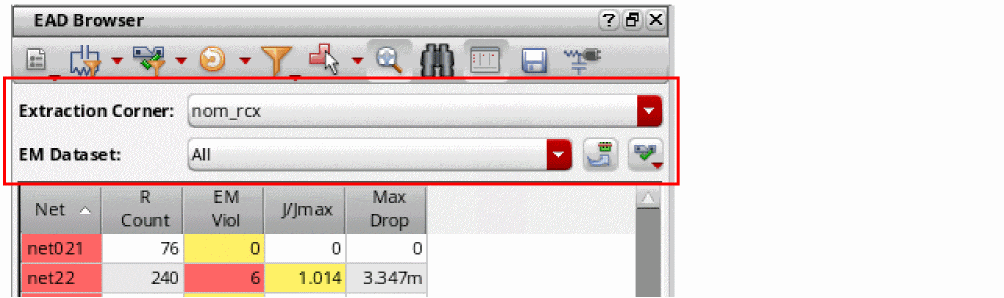 EAD Browser
Extraction Corner: nom_rcx
EM Dataset: All
Net R Count EM Viol J/Jmax Max Drop
net021 76 0 0 0
net22 240 6 1.014 3.347m